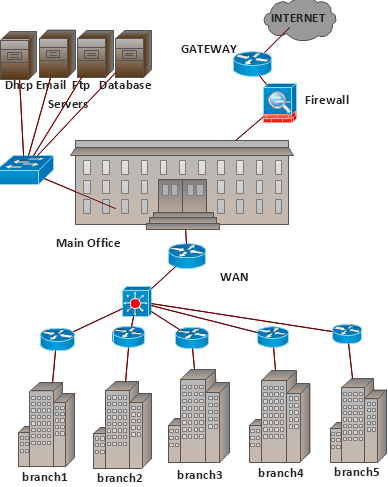 INTERNET
GATEWAY
Dhcp Email Ftp Database
Servers
Firewall
Main Office
WAN
branch1
branch2
branch3
branch4
branch5